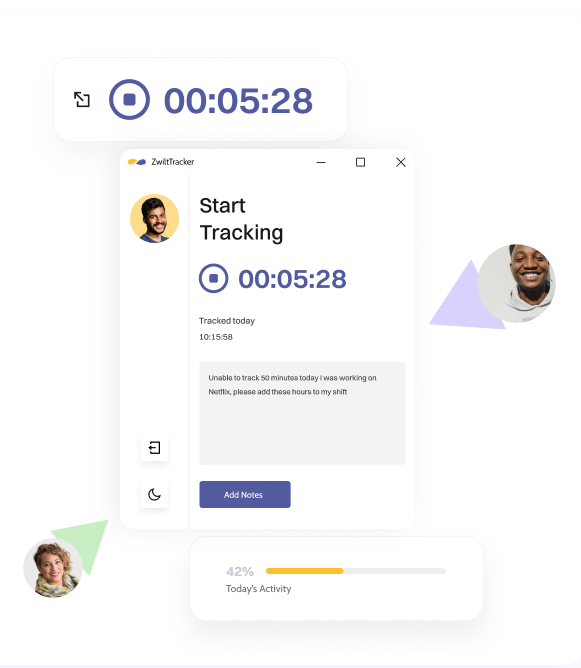 00:05:28
ZwiltTracker
Start
Tracking
00:05:28
Tracked today
10:15:58
Unable to track 50 minutes today I was working on
Netflix, please add these hours to my shift
Add Notes
42%
Today's Activity